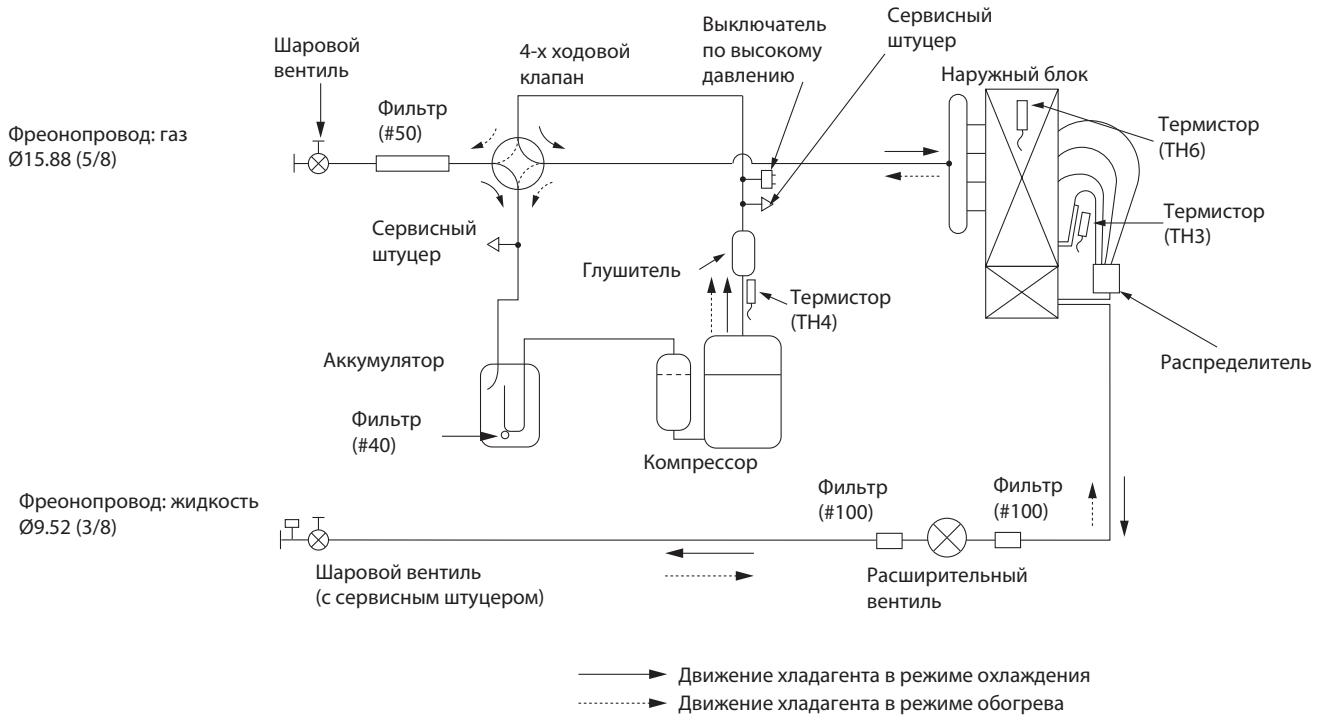 Выключатель
по высокому
давлению
Сервисный
штуцер
Шаровой
вентиль
4-х ходовой
клапан
Наружный блок
Фильтр
(#50)
Фреонопровод: газ
Ø15.88 (5/8)
Термистор
(TH6)
Термистор
(TH3)
Сервисный
штуцер
Глушитель
Термистор
(TH4)
Аккумулятор
Распределитель
Фильтр
(#40)
Компрессор
Фреонопровод: жидкость
Ø9.52 (3/8)
Фильтр
(#100)
Фильтр
(#100)
Шаровой вентиль
(с сервисным штуцером)
Расширительный
вентиль
Движение хладагента в режиме охлаждения
Движение хладагента в режиме обогрева